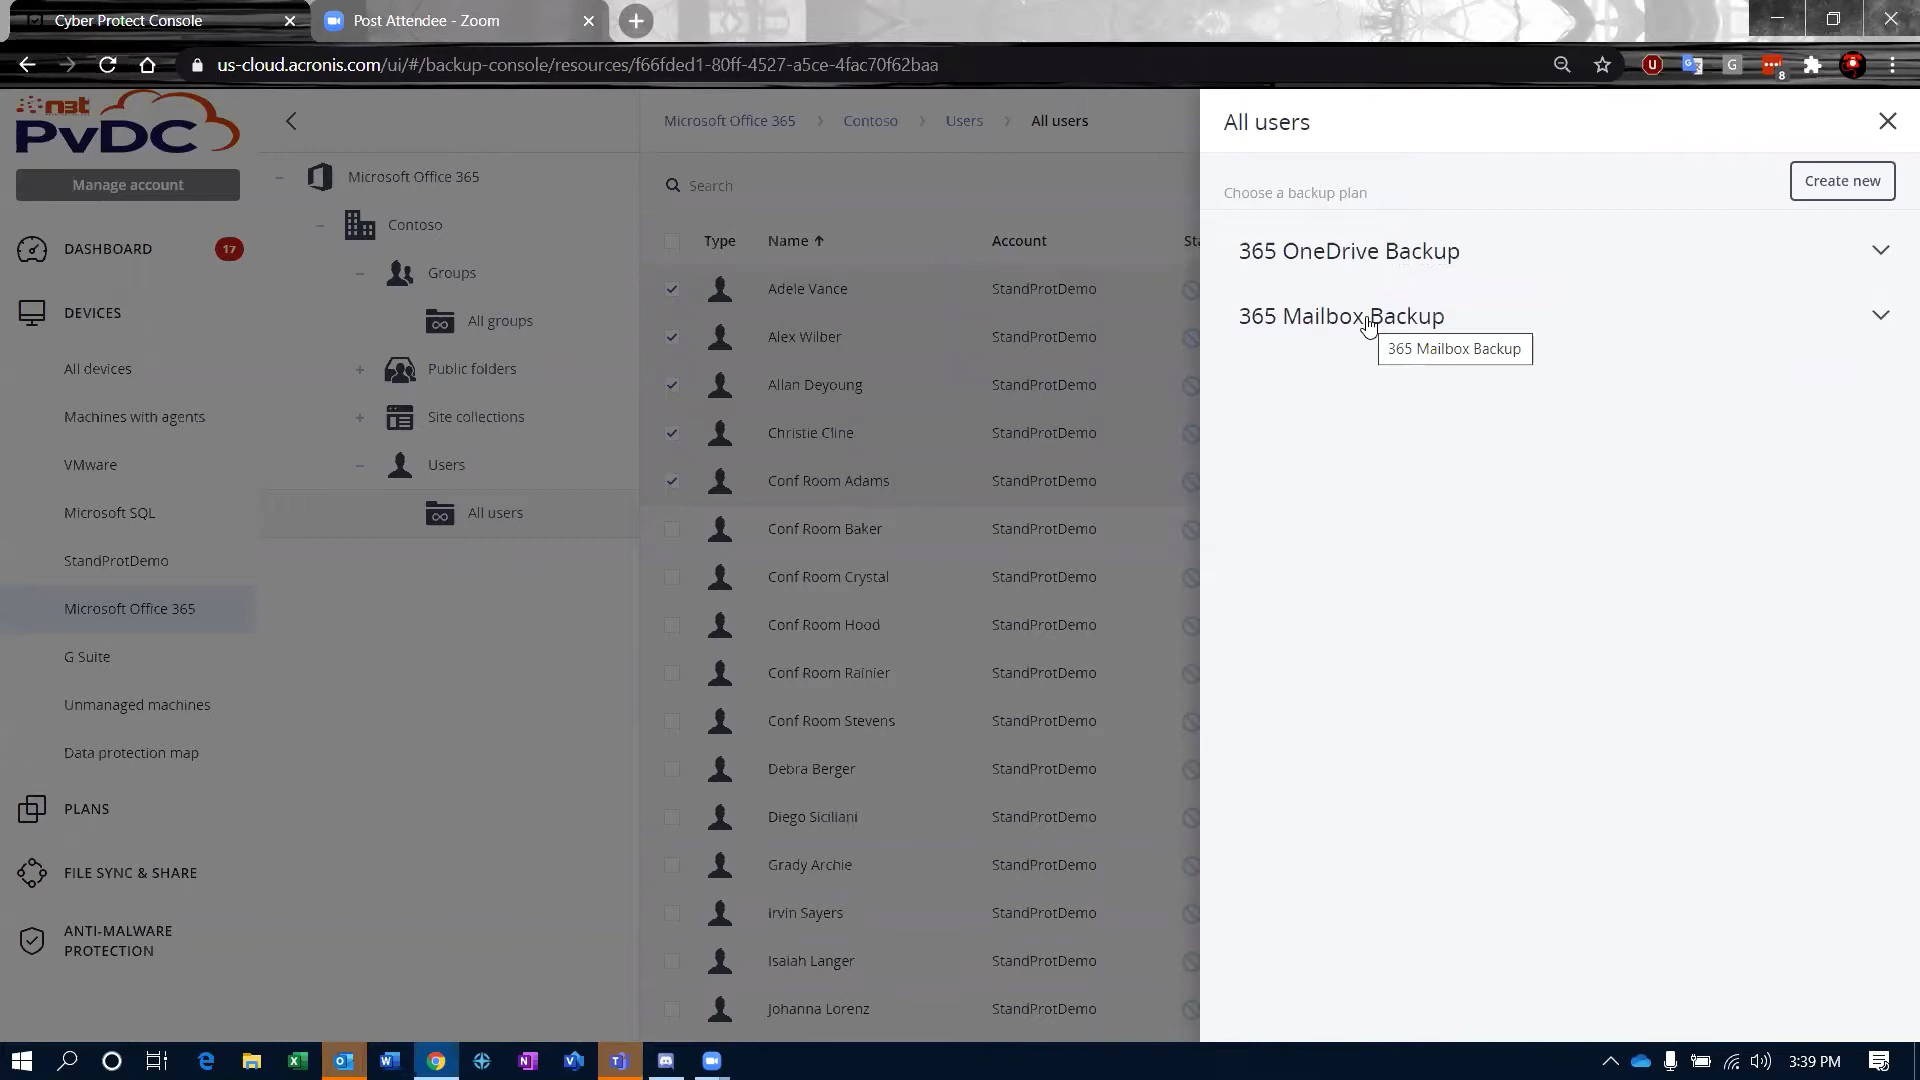 Cyber Protect Console
Post Attendee - Zoom
us-cloud.acronis.com/ui/#/backup-console/resources/f66fded1-80ff-4527-a5ce-4fac70f62baa
U
G
8
n3t
PvDC
Manage account
DASHBOARD
17
DEVICES
All devices
Machines with agents
VMware
Microsoft SQL
StandProtDemo
Microsoft Office 365
G Suite
Unmanaged machines
Data protection map
PLANS
FILE SYNC & SHARE
ANTI-MALWARE
PROTECTION
Microsoft Office 365
Contoso
Groups
All groups
Public folders
Site collections
Users
All users
Microsoft Office 365 > Contoso > Users > All users
Search
Type Name Account Sta
Adele Vance StandProtDemo
Alex Wilber StandProtDemo
Allan Deyoung StandProtDemo
Christie Cline StandProtDemo
Conf Room Adams StandProtDemo
Conf Room Baker StandProtDemo
Conf Room Crystal StandProtDemo
Conf Room Hood StandProtDemo
Conf Room Rainier StandProtDemo
Conf Room Stevens StandProtDemo
Debra Berger StandProtDemo
Diego Siciliani StandProtDemo
Grady Archie StandProtDemo
Irvin Sayers StandProtDemo
Isaiah Langer StandProtDemo
Johanna Lorenz StandProtDemo
All users
Choose a backup plan
Create new
365 OneDrive Backup
365 Mailbox Backup
365 Mailbox Backup
3:39 PM